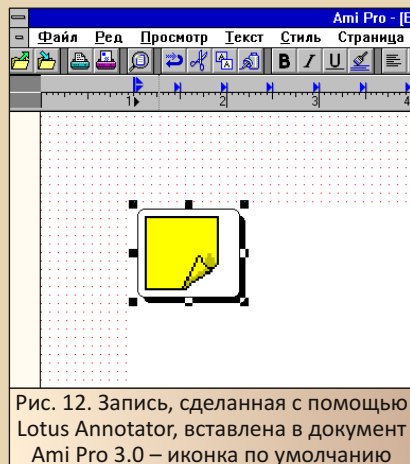 Ami Pro - [Б
Файл Ред Просмотр Текст Стиль Страница
B I U
1 2 3 4
Рис. 12. Запись, сделанная с помощью
Lotus Annotator, вставлена в документ
Ami Pro 3.0 – иконка по умолчанию